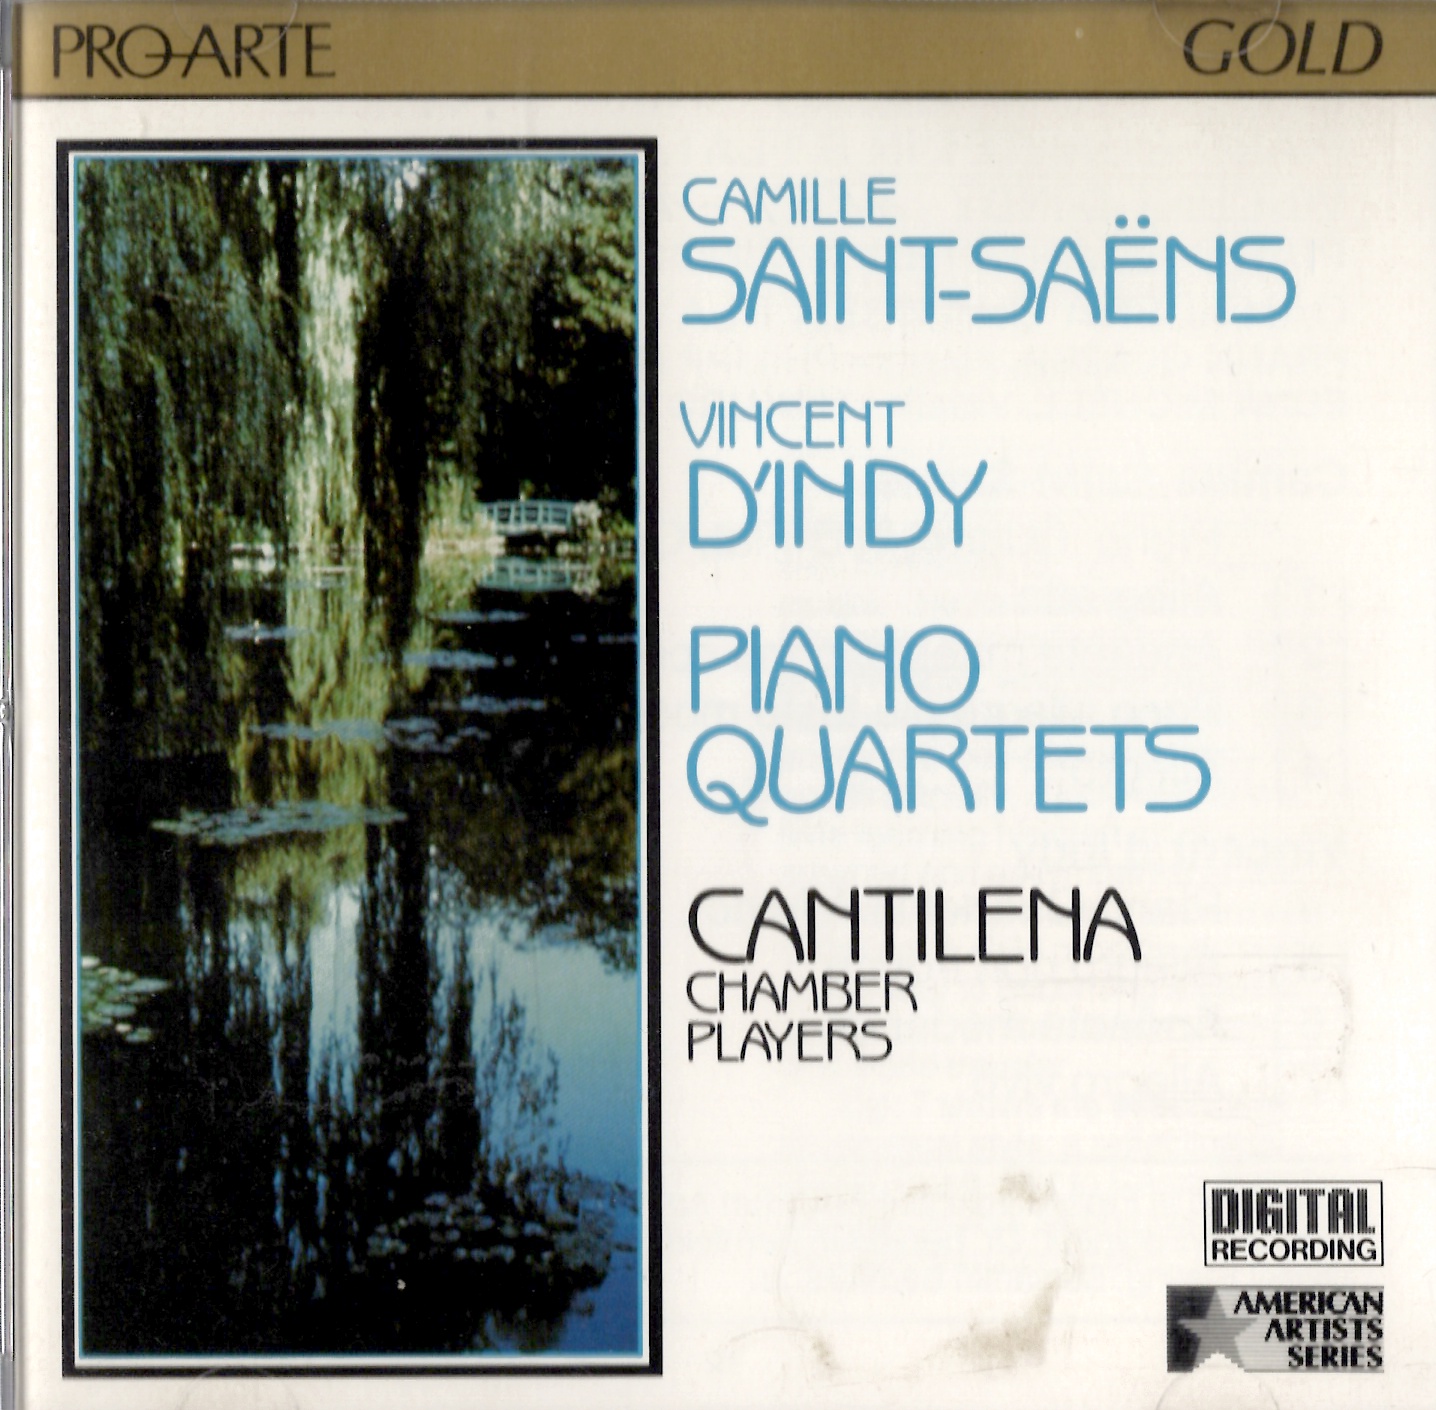 PRO-ARTE
GOLD
CAMILLE
SAINT-SAËNS
VINCENT
D'INDY
PIANO
QUARTETS
CANTILENA
CHAMBER
PLAYERS
DIGITAL
RECORDING
AMERICAN
ARTISTS
SERIES